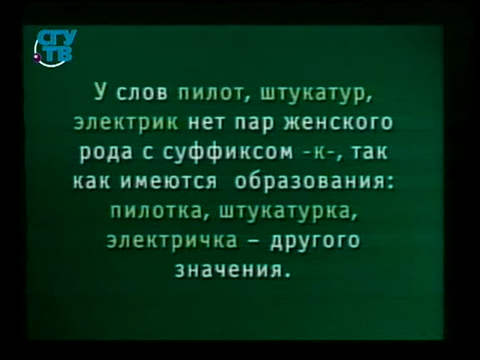 СГУ
ТВ
У слов пилот, штукатур,
электрик нет пар женского
рода с суффиксом -к-, так
как имеются образования:
пилотка, штукатурка,
электричка – другого
значения.